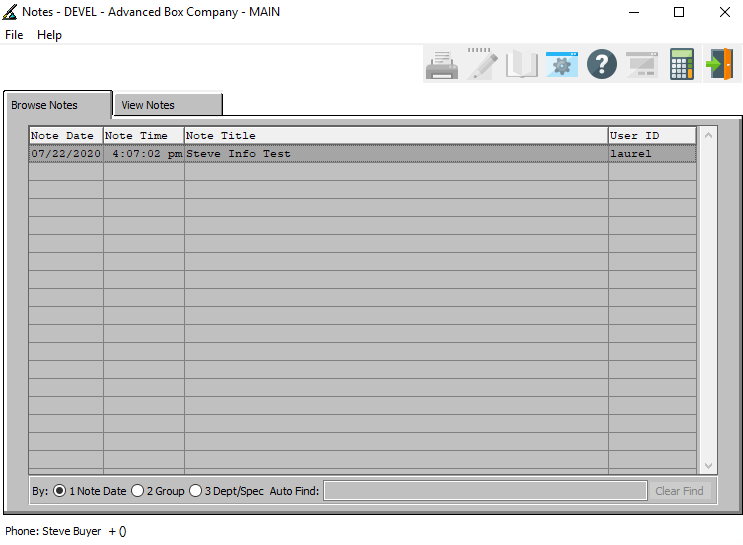 Notes - DEVEL - Advanced Box Company - MAIN
File Help
?
Browse Notes View Notes
Note Date Note Time Note Title User ID
07/22/2020 4:07:02 pm Steve Info Test laurel
By: 1 Note Date 2 Group 3 Dept/Spec Auto Find: Clear Find
Phone: Steve Buyer + ()